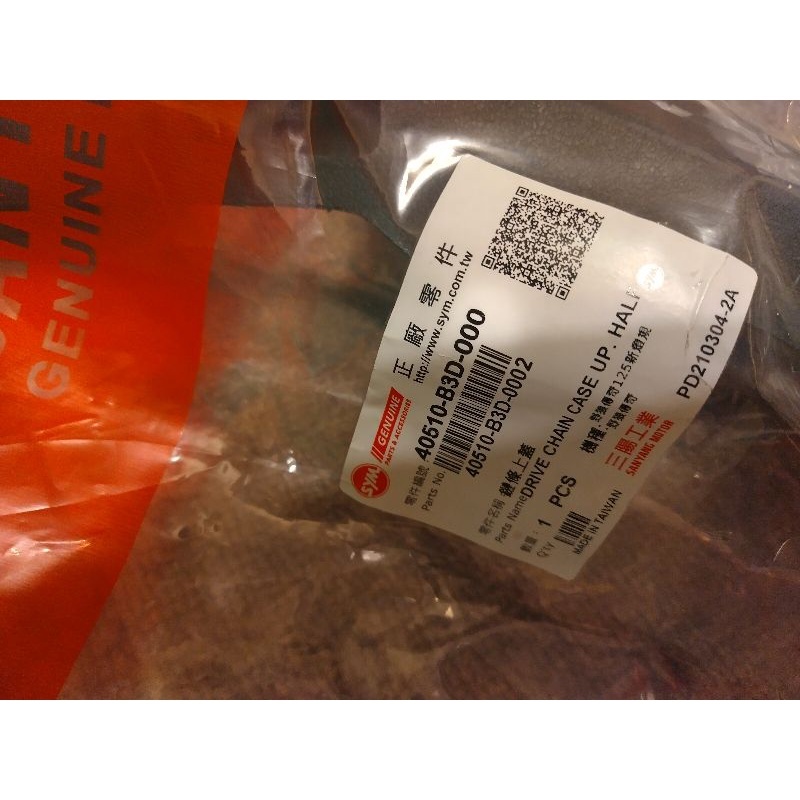 GENUINE
正廠零件
http://www.sym.com.tw
SYM GENUINE
PARTS & ACCESSORIES
零件編號 40510-B3D-000
Parts No.
40510-B3D-0002
零件名稱 鏈條上蓋
Parts Name DRIVE CHAIN CASE UP. HAL
數量: 1 PCS
Q'TY
機種:
MADE IN TAIWAN
三陽工業
SANYANG MOTOR
PD210304-2A